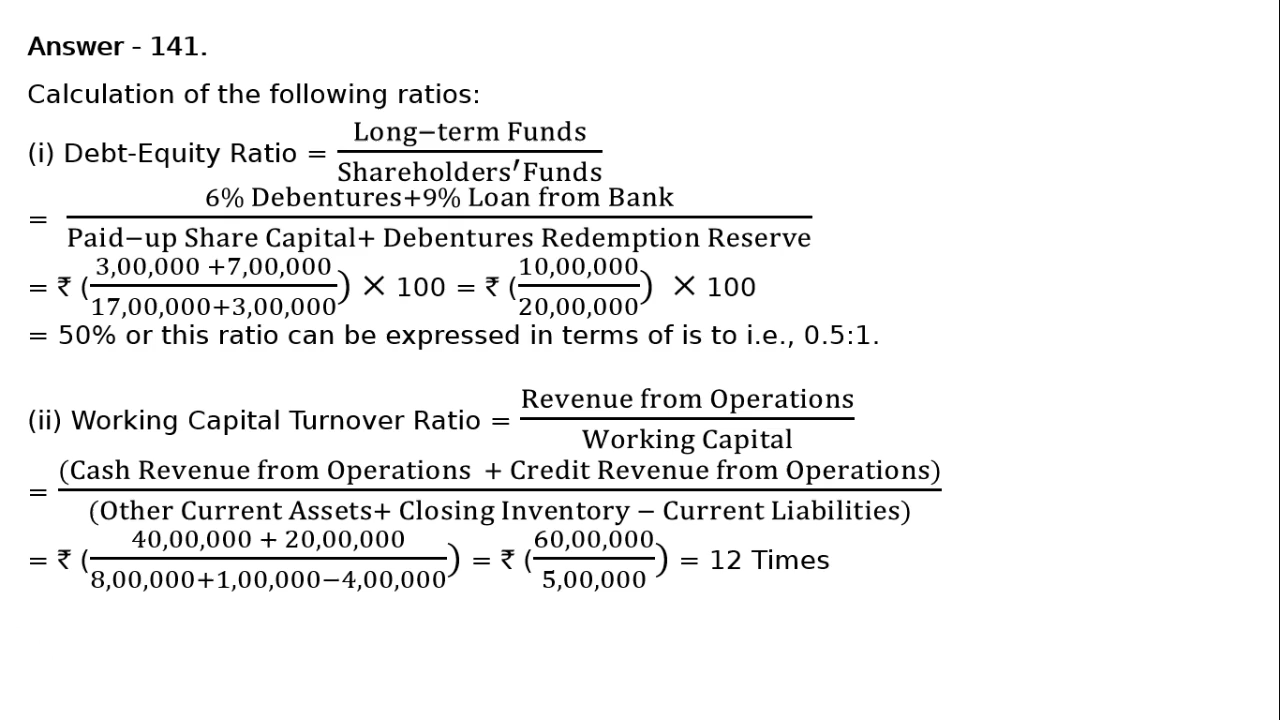 Answer - 141.
Calculation of the following ratios:
(i) Debt-Equity Ratio = Long−term Funds / Shareholders′Funds
= 6% Debentures+9% Loan from Bank / Paid−up Share Capital+ Debentures Redemption Reserve
= ₹ (3,00,000 +7,00,000 / 17,00,000+3,00,000) × 100 = ₹ (10,00,000 / 20,00,000) × 100
= 50% or this ratio can be expressed in terms of is to i.e., 0.5:1.
(ii) Working Capital Turnover Ratio = Revenue from Operations / Working Capital
= (Cash Revenue from Operations + Credit Revenue from Operations) / (Other Current Assets+ Closing Inventory − Current Liabilities)
= ₹ (40,00,000 + 20,00,000 / 8,00,000+1,00,000−4,00,000) = ₹ (60,00,000 / 5,00,000) = 12 Times